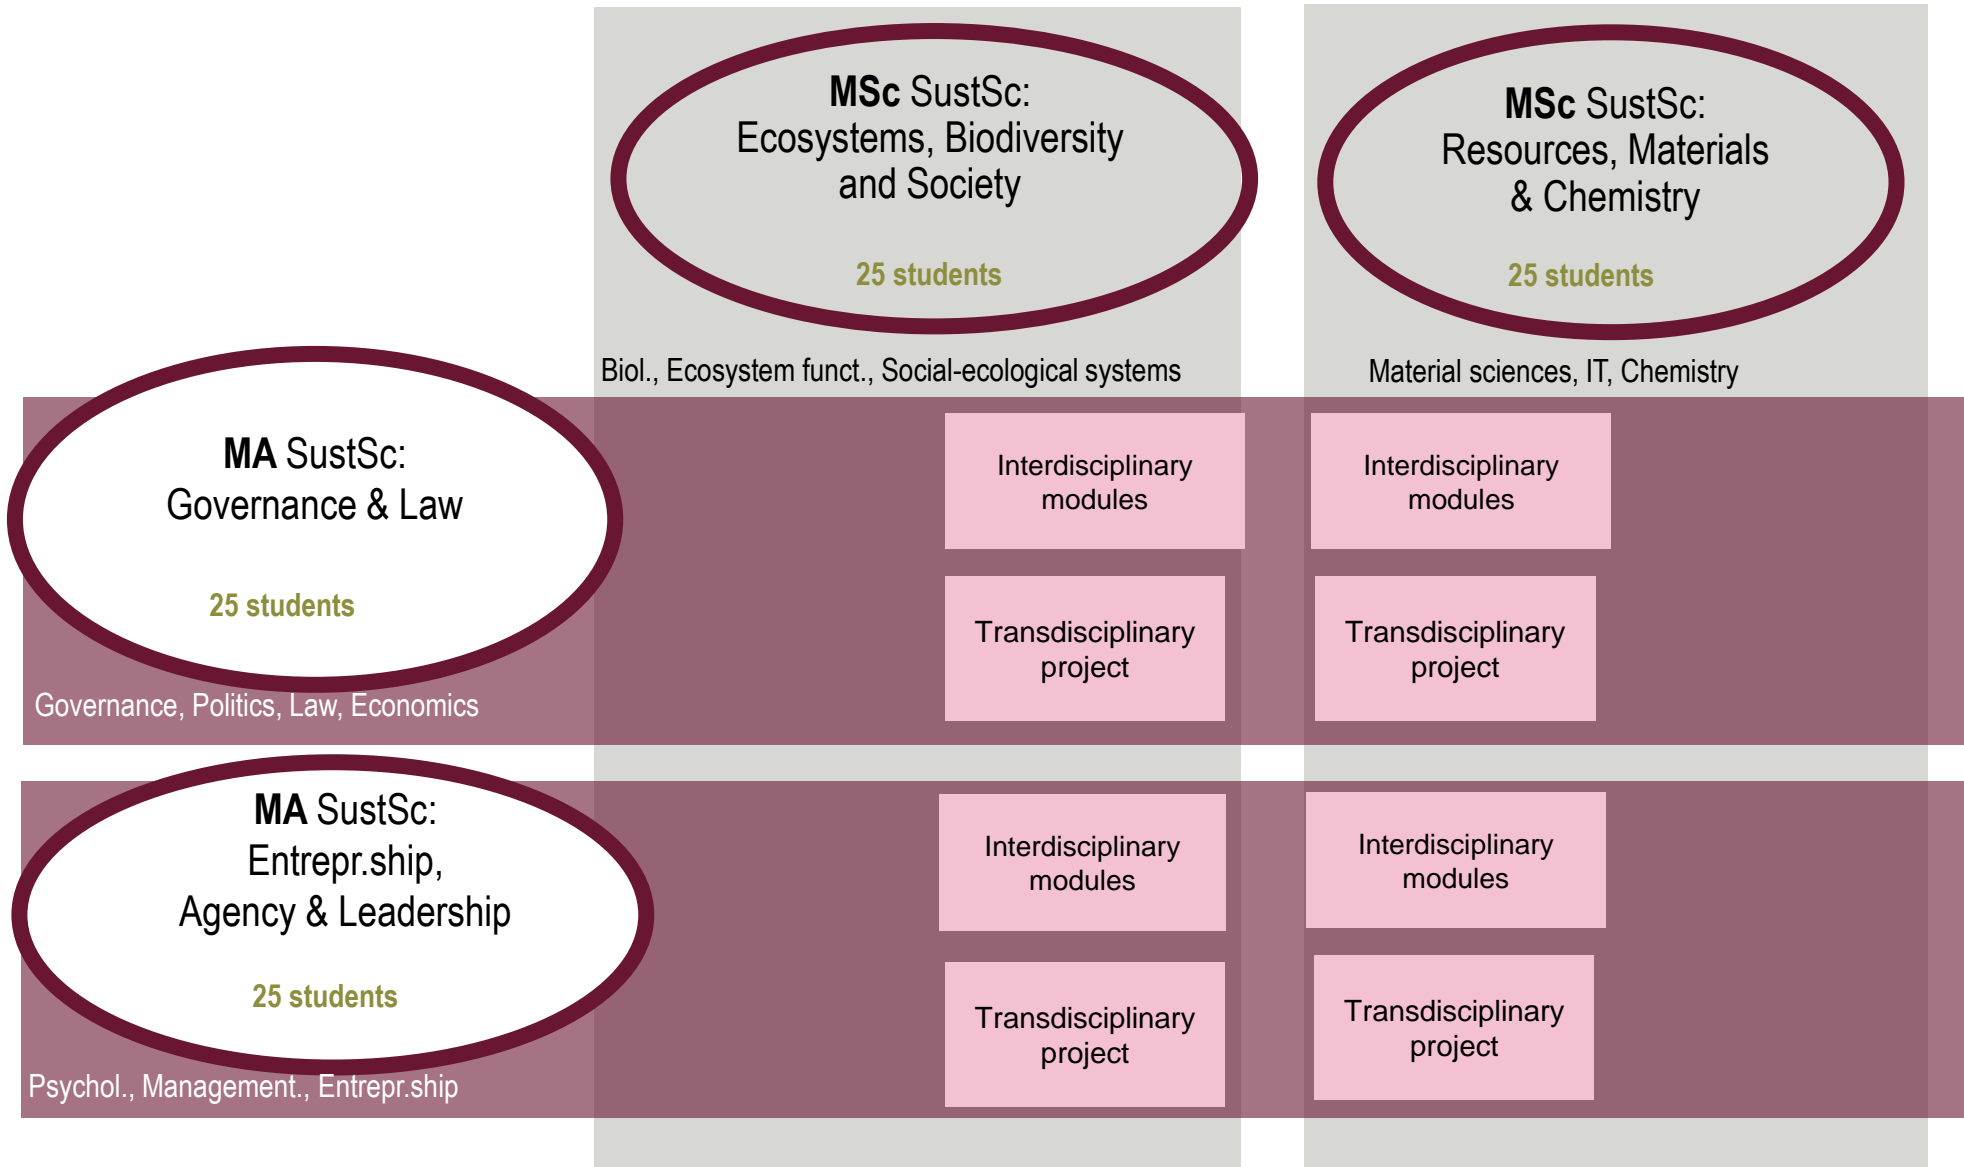 MSc SustSc:
Ecosystems, Biodiversity
and Society
25 students
MSc SustSc:
Resources, Materials
& Chemistry
25 students
Biol., Ecosystem funct., Social-ecological systems
Material sciences, IT, Chemistry
MA SustSc:
Governance & Law
25 students
Governance, Politics, Law, Economics
Interdisciplinary
modules
Interdisciplinary
modules
Transdisciplinary
project
Transdisciplinary
project
MA SustSc:
Entrepr.ship,
Agency & Leadership
25 students
Psychol., Management., Entrepr.ship
Interdisciplinary
modules
Interdisciplinary
modules
Transdisciplinary
project
Transdisciplinary
project